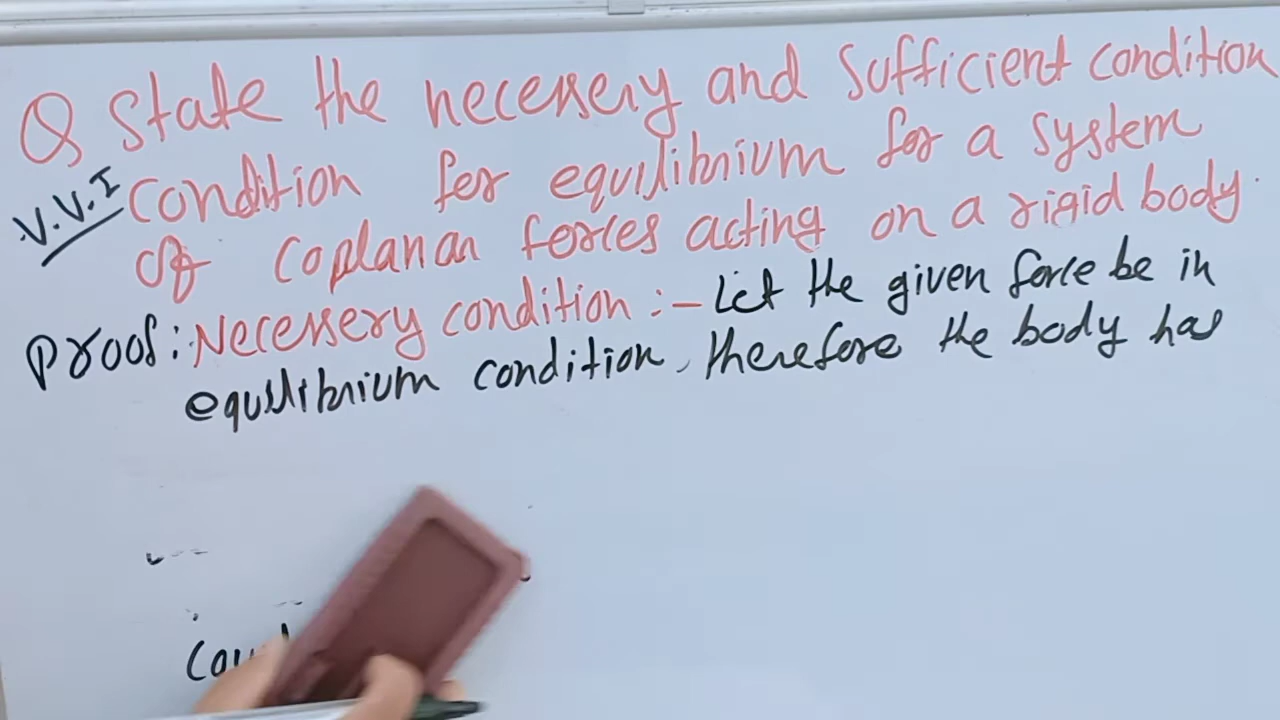 Q State the necessery and Sufficient condition
V.V.I condition for equilibrium for a system
of coplanar forces acting on a rigid body.
Proof: Necessery condition :- Let the given force be in
equilibrium condition, therefore the body has